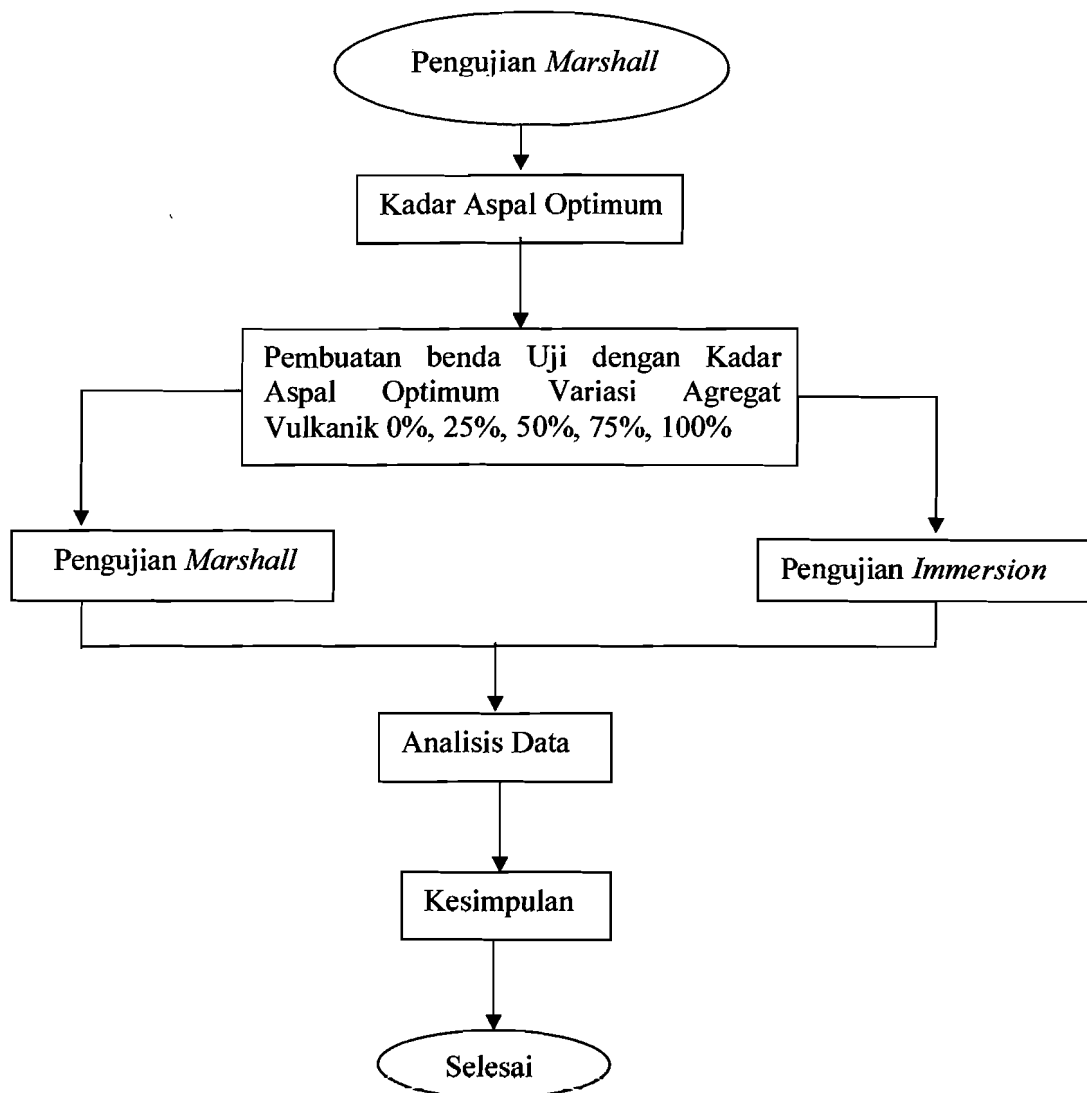 Pengujian Marshall
Kadar Aspal Optimum
Pembuatan benda Uji dengan Kadar
Aspal Optimum Variasi Agregat
Vulkanik 0%, 25%, 50%, 75%, 100%
Pengujian Marshall
Pengujian Immersion
Analisis Data
Kesimpulan
Selesai